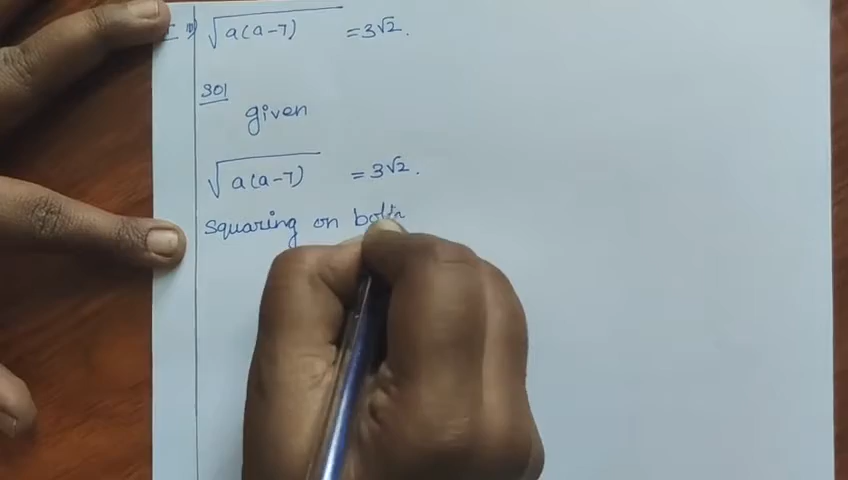 √a(a-7) = 3√2.
Sol
given
√a(a-7) = 3√2.
squaring on both